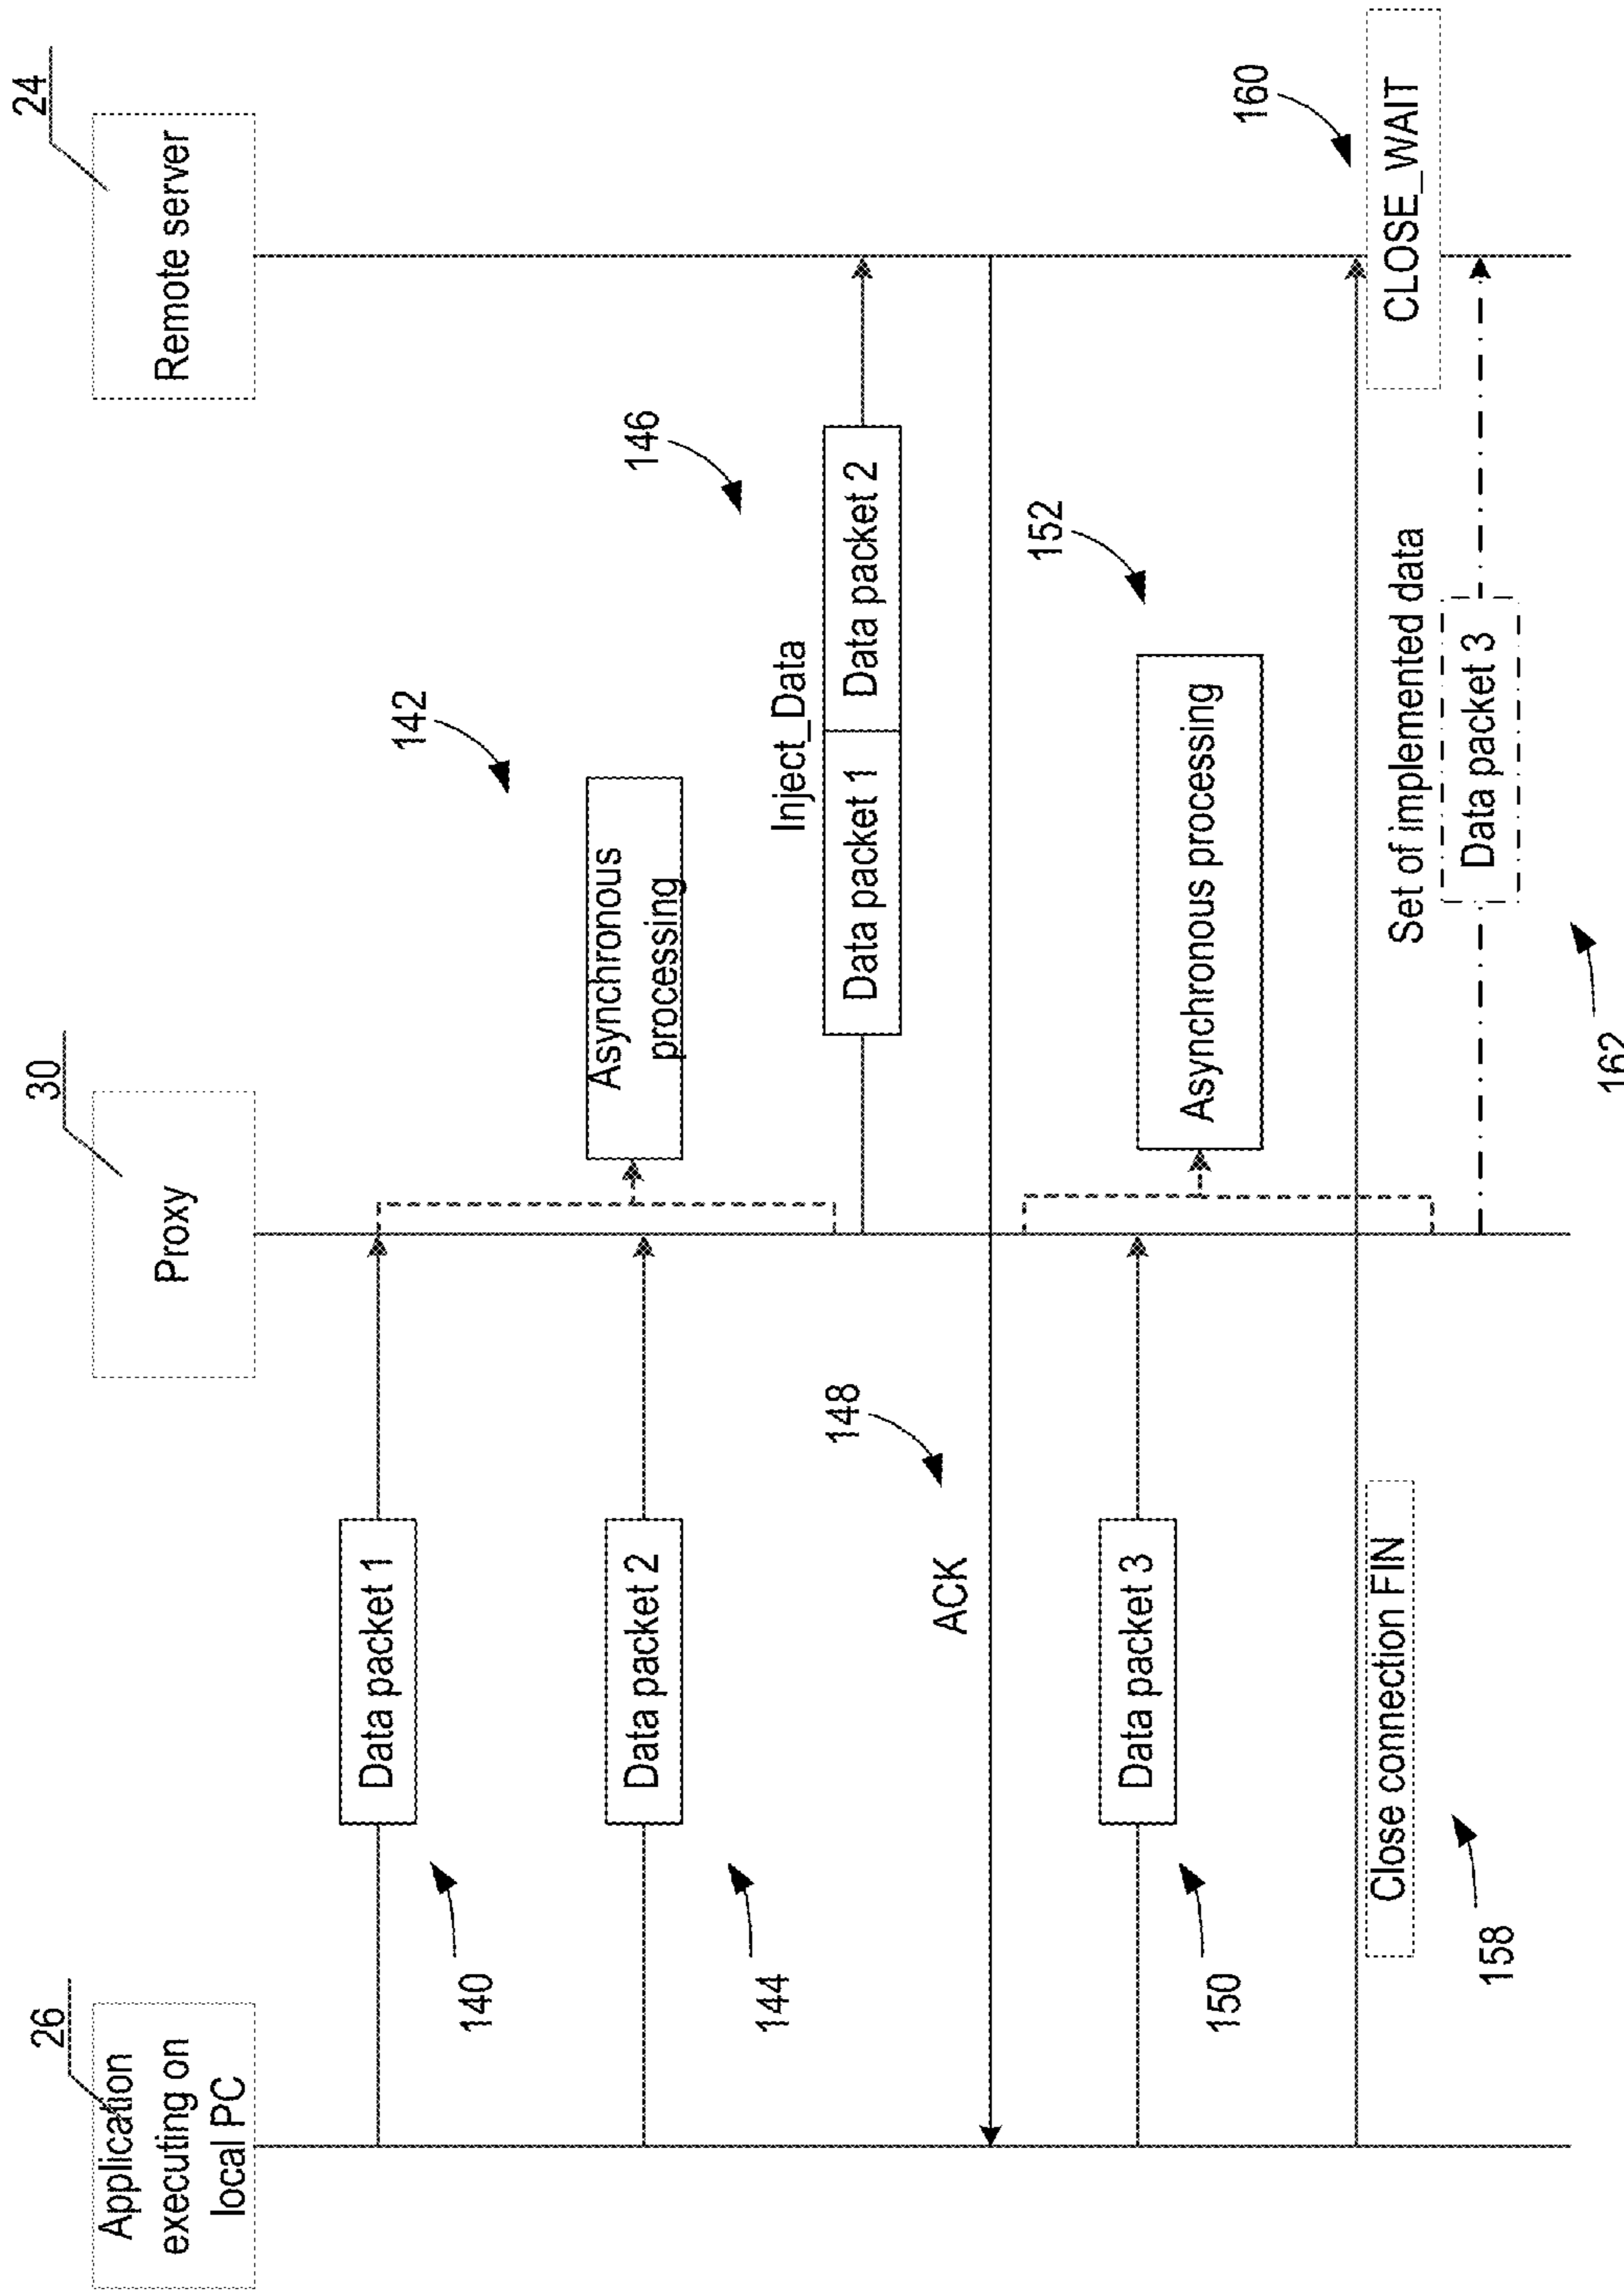 26
30
24
Application
executing on
local PC
Proxy
Remote server
Data packet 1
140
Asynchronous
processing
142
Data packet 2
144
Inject_Data
Data packet 1 Data packet 2
146
ACK
148
Data packet 3
150
Asynchronous processing
152
Close connection FIN
158
CLOSE_WAIT
160
Set of implemented data
Data packet 3
162